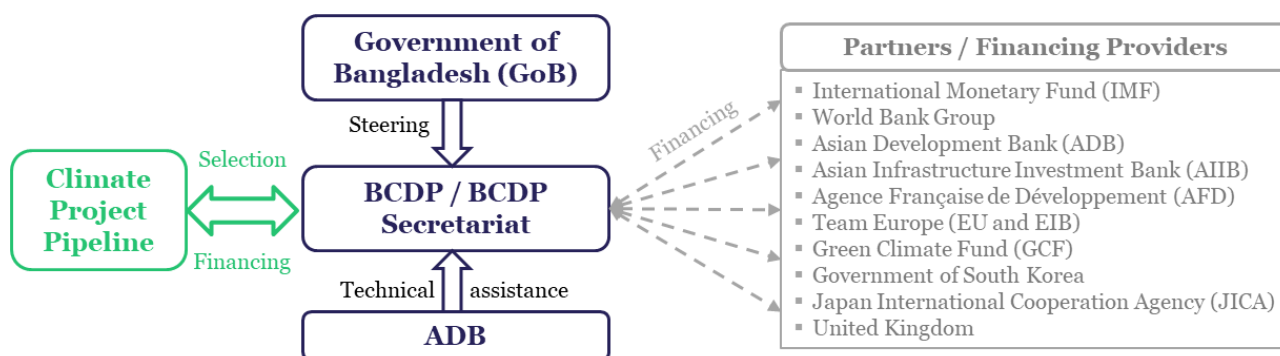 Government of
Bangladesh (GoB)
Steering
Climate
Project
Pipeline
Selection
Financing
BCDP / BCDP
Secretariat
Technical assistance
ADB
Financing
Partners / Financing Providers
▪ International Monetary Fund (IMF)
▪ World Bank Group
▪ Asian Development Bank (ADB)
▪ Asian Infrastructure Investment Bank (AIIB)
▪ Agence Française de Développement (AFD)
▪ Team Europe (EU and EIB)
▪ Green Climate Fund (GCF)
▪ Government of South Korea
▪ Japan International Cooperation Agency (JICA)
▪ United Kingdom